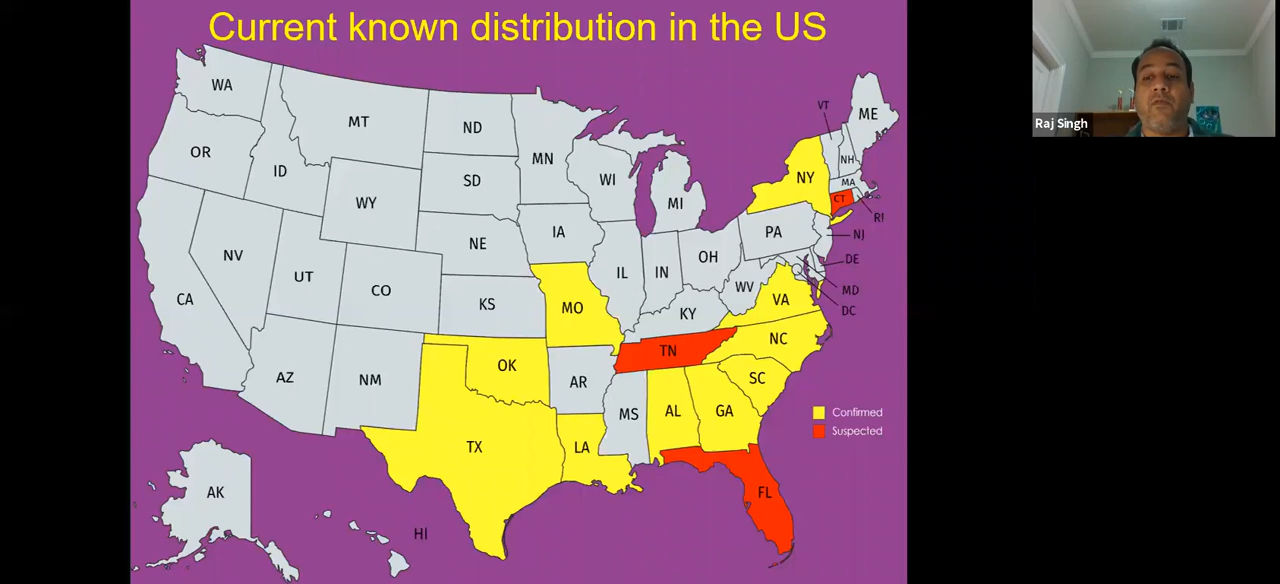 Current known distribution in the US
Raj Singh
WA
MT
ND
MN
VT
ME
OR
ID
SD
WI
NH
NY
MA
WY
MI
CT
RI
IA
PA
NJ
NE
OH
NV
IL
IN
DE
UT
WV
MD
CA
CO
KS
MO
VA
DC
KY
NC
TN
OK
AZ
NM
AR
SC
MS
AL
GA
Confirmed
Suspected
TX
LA
AK
FL
HI